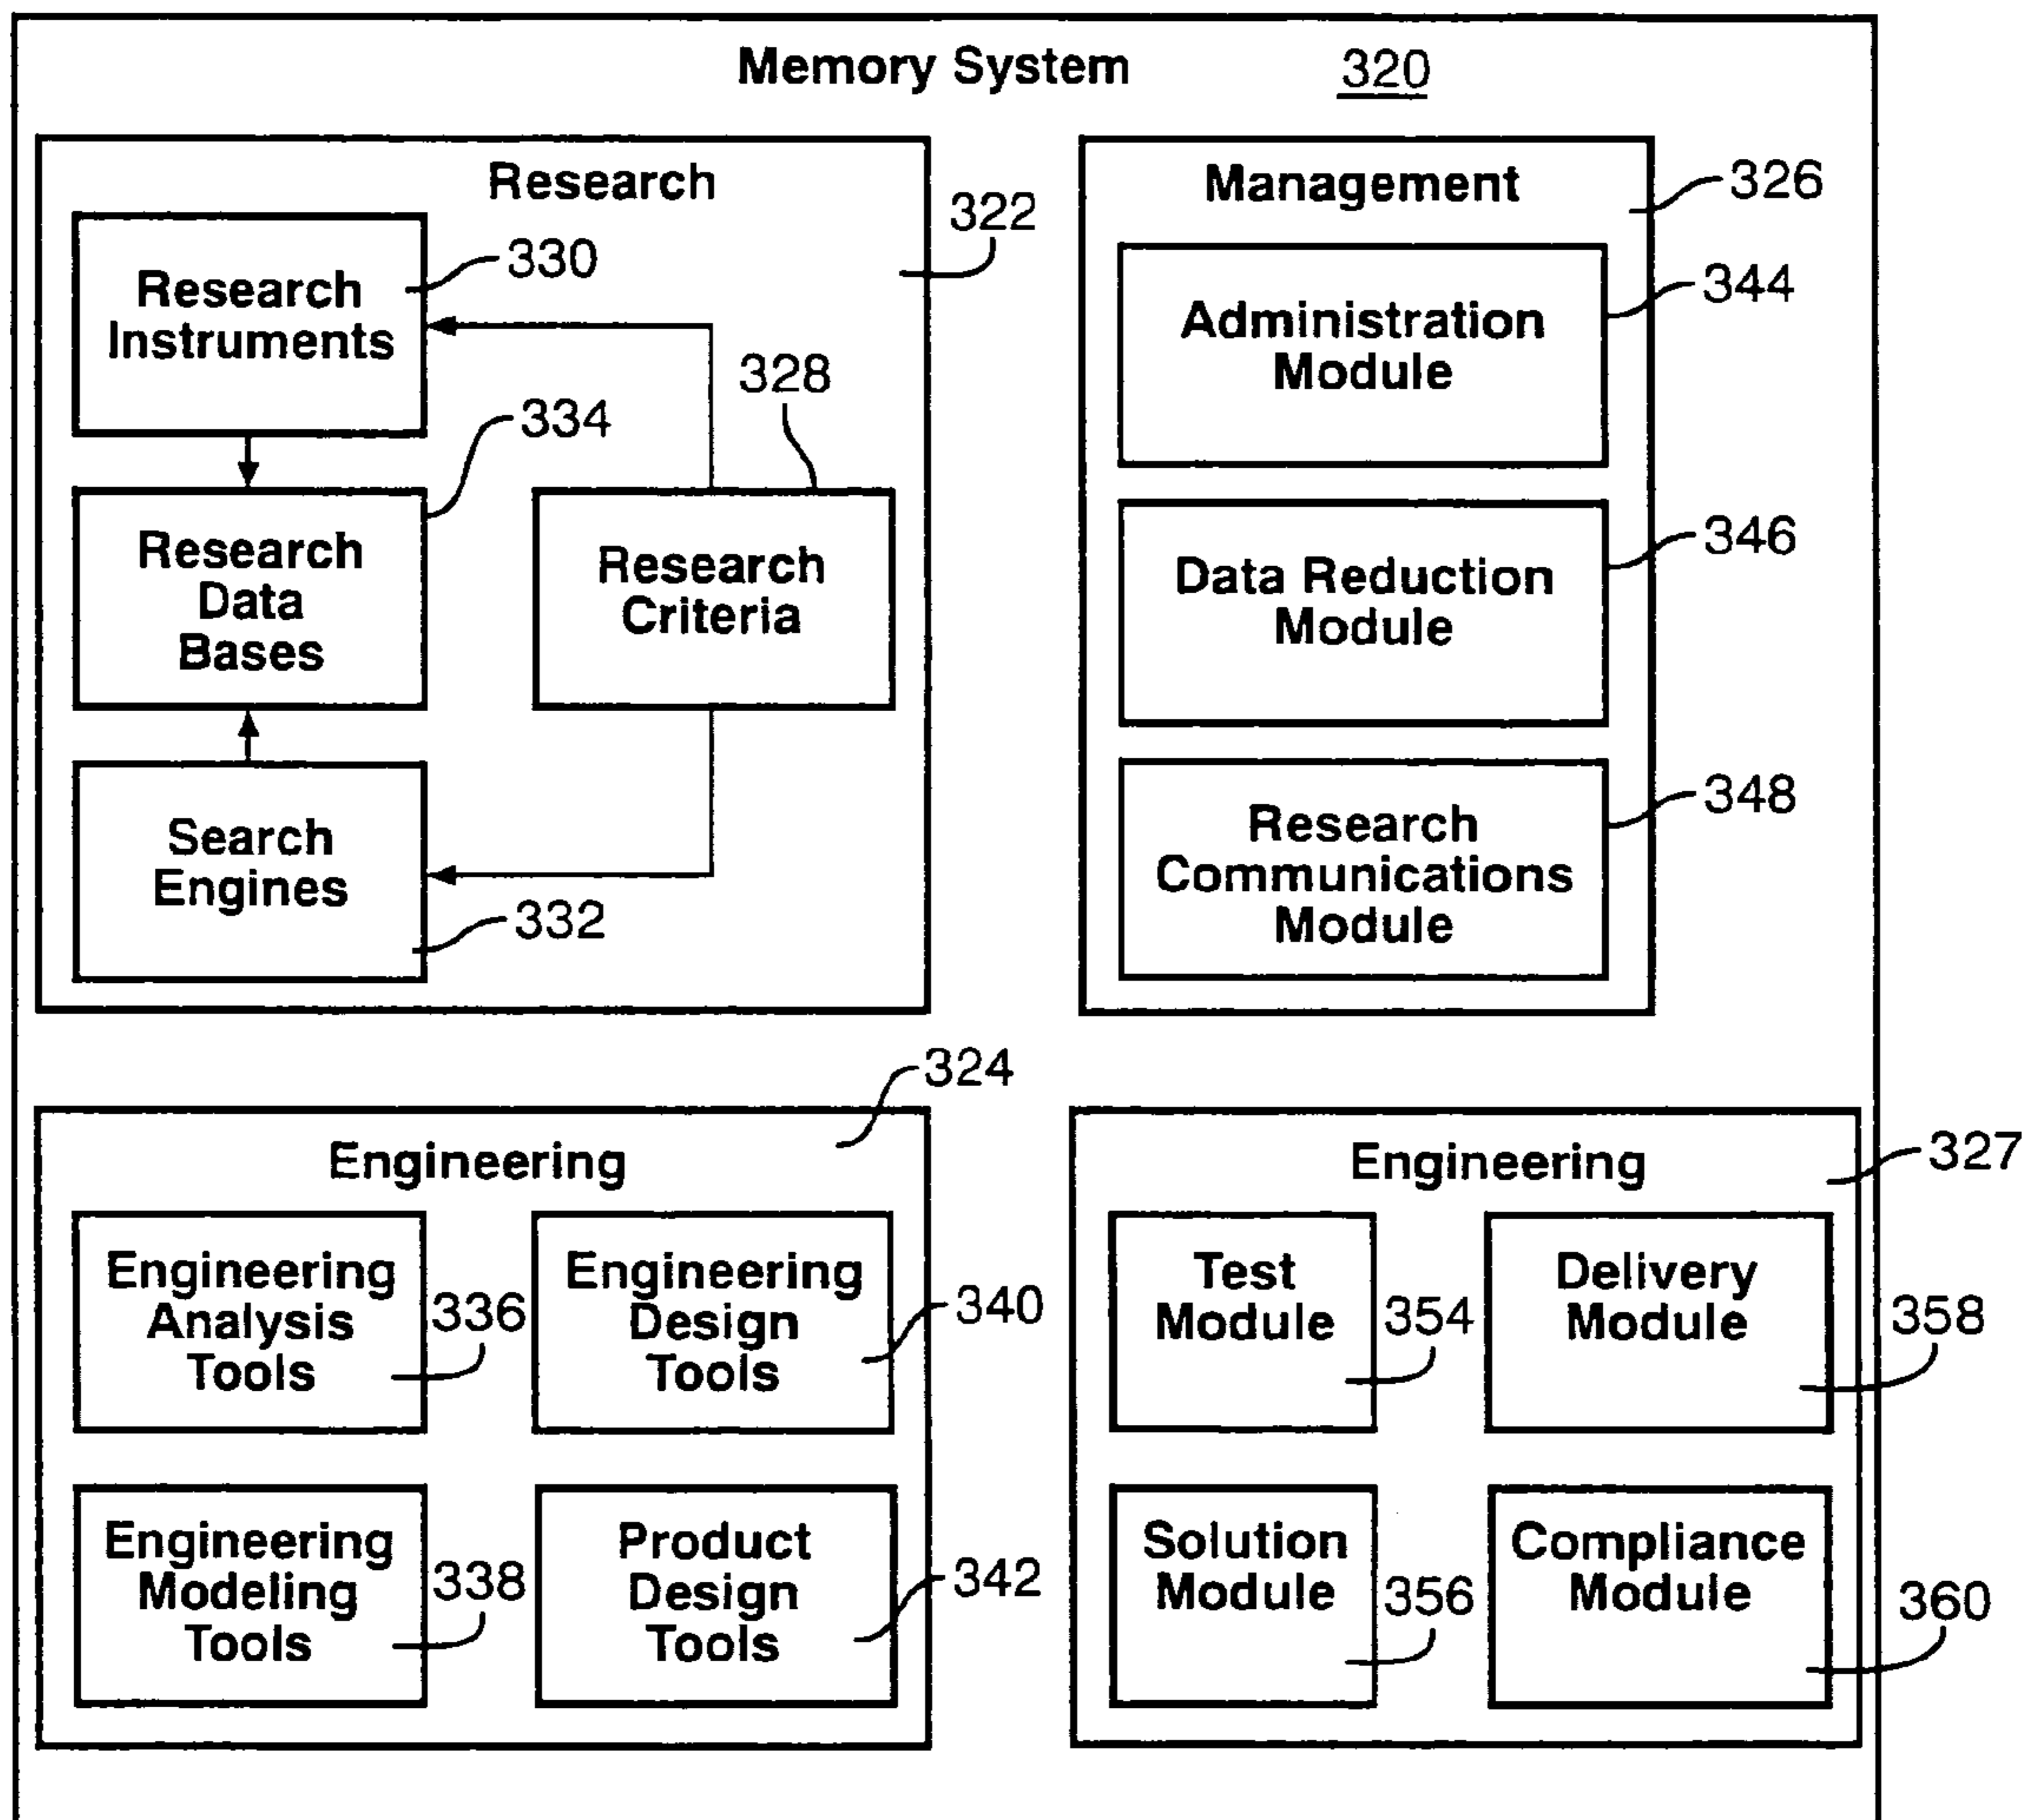 Memory System 320
Research
322
Research
Instruments
330
334
328
Research
Data
Bases
Research
Criteria
Search
Engines
332
Management
326
Administration
Module
344
Data Reduction
Module
346
Research
Communications
Module
348
324
Engineering
Engineering
Analysis
Tools
336
Engineering
Design
Tools
340
Engineering
Modeling
Tools
338
Product
Design
Tools
342
Engineering
327
Test
Module
354
Delivery
Module
358
Solution
Module
356
Compliance
Module
360